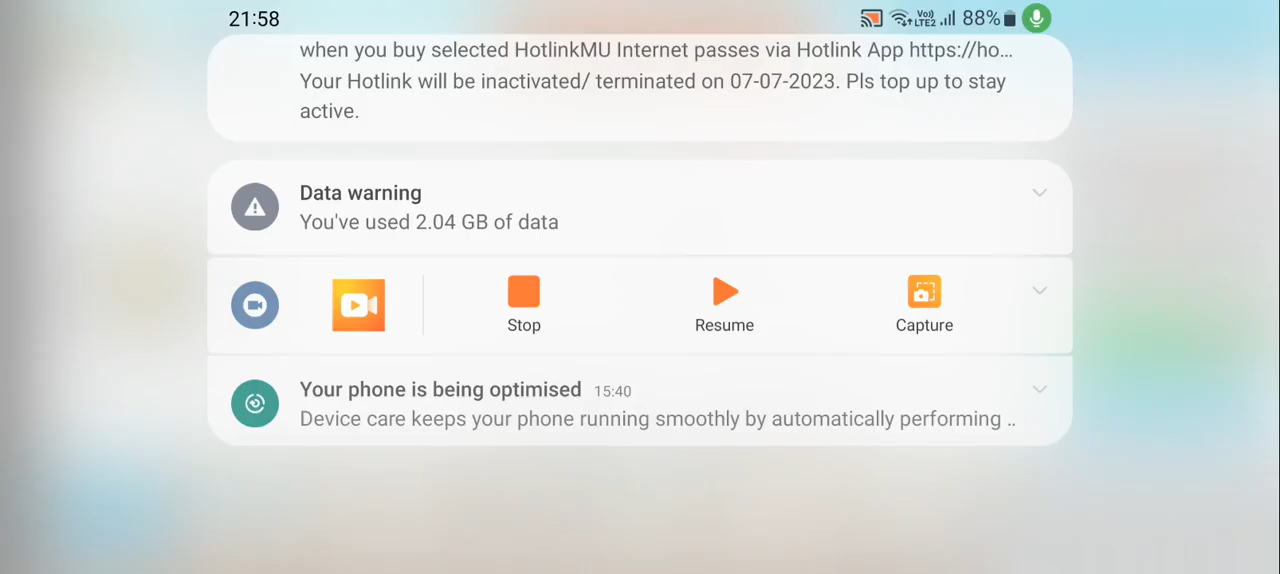 21:58
Vo)) LTE2 88%
when you buy selected HotlinkMU Internet passes via Hotlink App https://ho...
Your Hotlink will be inactivated/ terminated on 07-07-2023. Pls top up to stay
active.
Data warning
You've used 2.04 GB of data
Stop Resume Capture
Your phone is being optimised 15:40
Device care keeps your phone running smoothly by automatically performing ..